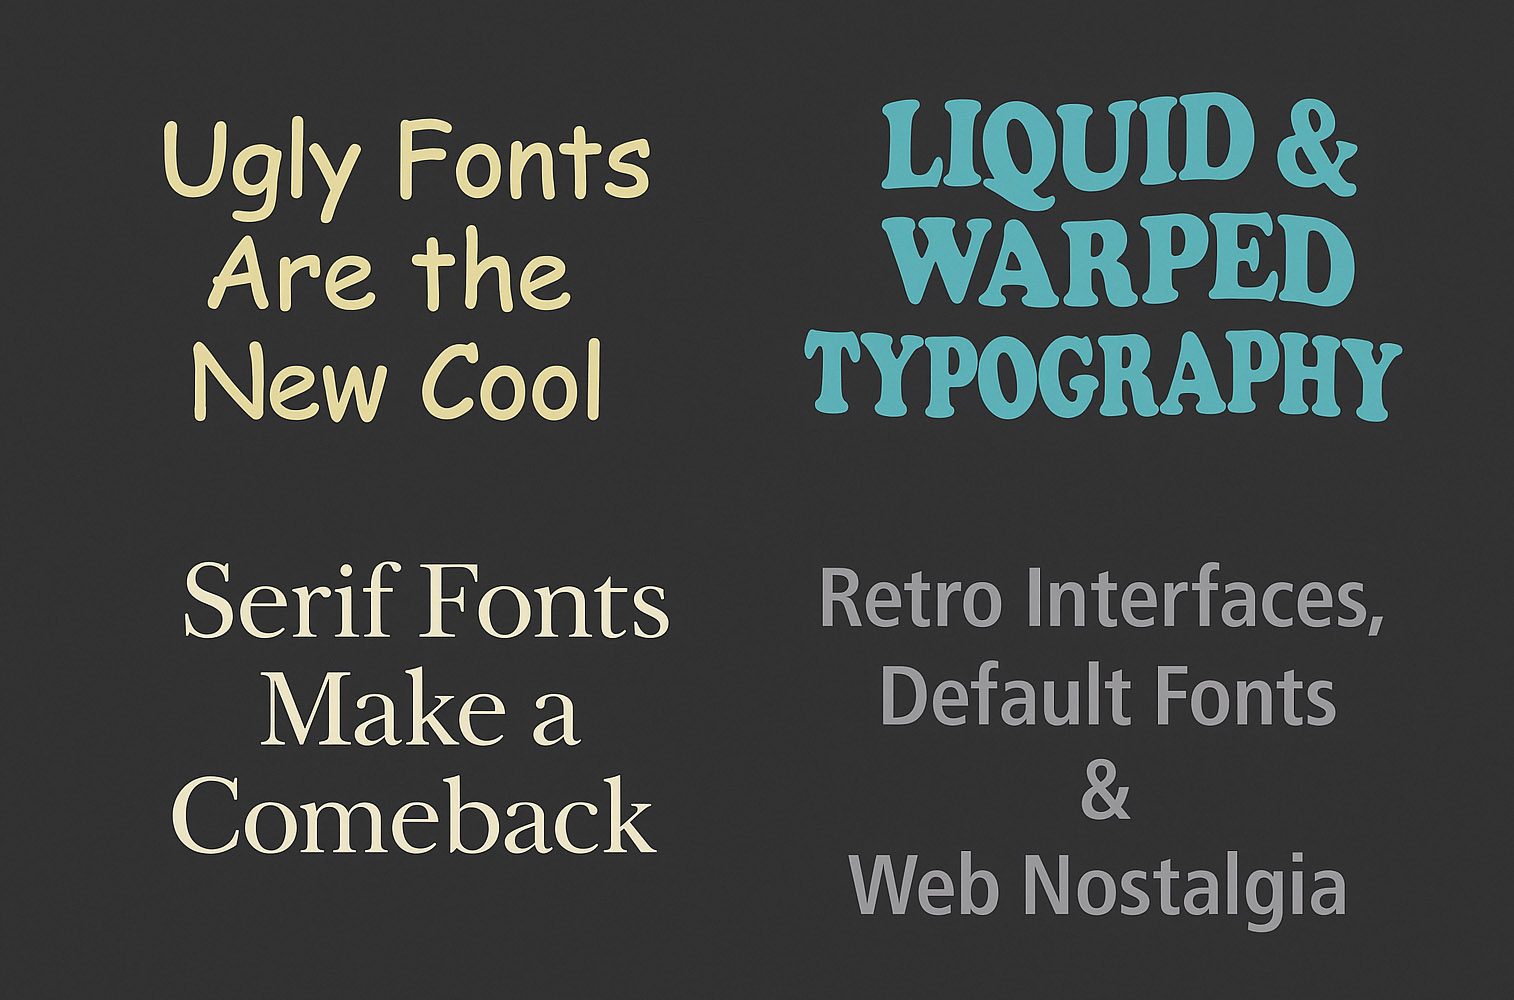 Ugly Fonts
Are the
New Cool
LIQUID &
WARPED
TYPOGRAPHY
Serif Fonts
Make a
Comeback
Retro Interfaces,
Default Fonts
&
Web Nostalgia